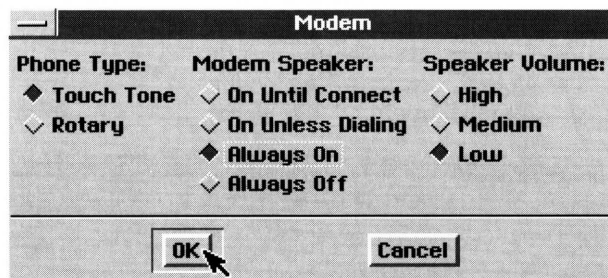 Modem
Phone Type: Modem Speaker: Speaker Volume:
Touch Tone On Until Connect High
Rotary On Unless Dialing Medium
Always On Low
Always Off
OK Cancel